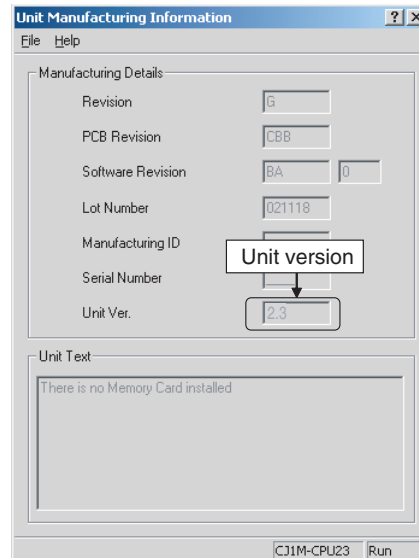 Unit Manufacturing Information
File Help
Manufacturing Details
Revision G
PCB Revision CBB
Software Revision BA 0
Lot Number 021118
Manufacturing ID
Unit version
Serial Number
Unit Ver. 2.3
Unit Text
There is no Memory Card installed
CJ1M-CPU23 Run